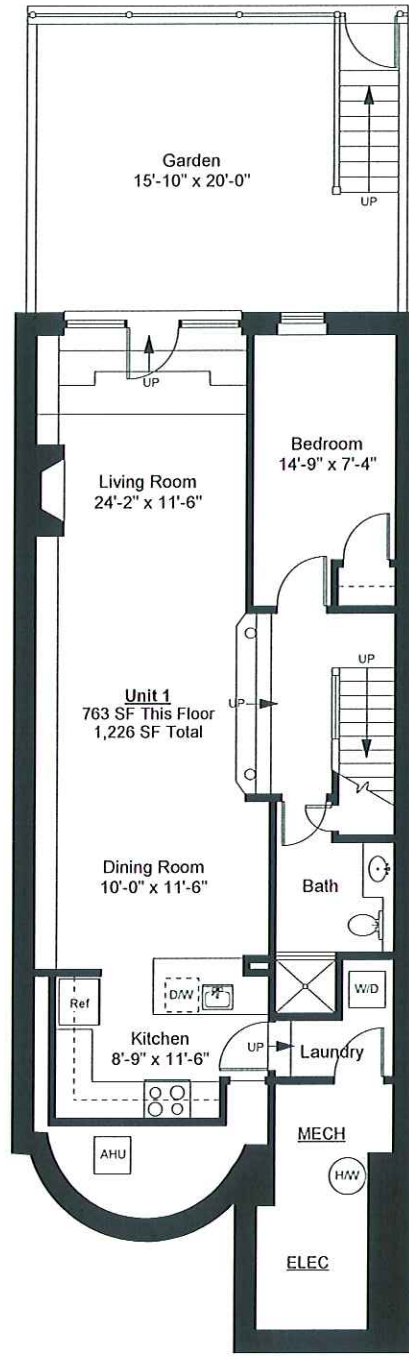 Garden
15'-10" x 20'-0"
UP
UP
Bedroom
14'-9" x 7'-4"
Living Room
24'-2" x 11'-6"
UP
Unit 1
763 SF This Floor
1,226 SF Total
UP
Dining Room
10'-0" x 11'-6"
Bath
Ref
D/W
W/D
Kitchen
8'-9" x 11'-6"
UP
Laundry
AHU
MECH
H/W
ELEC